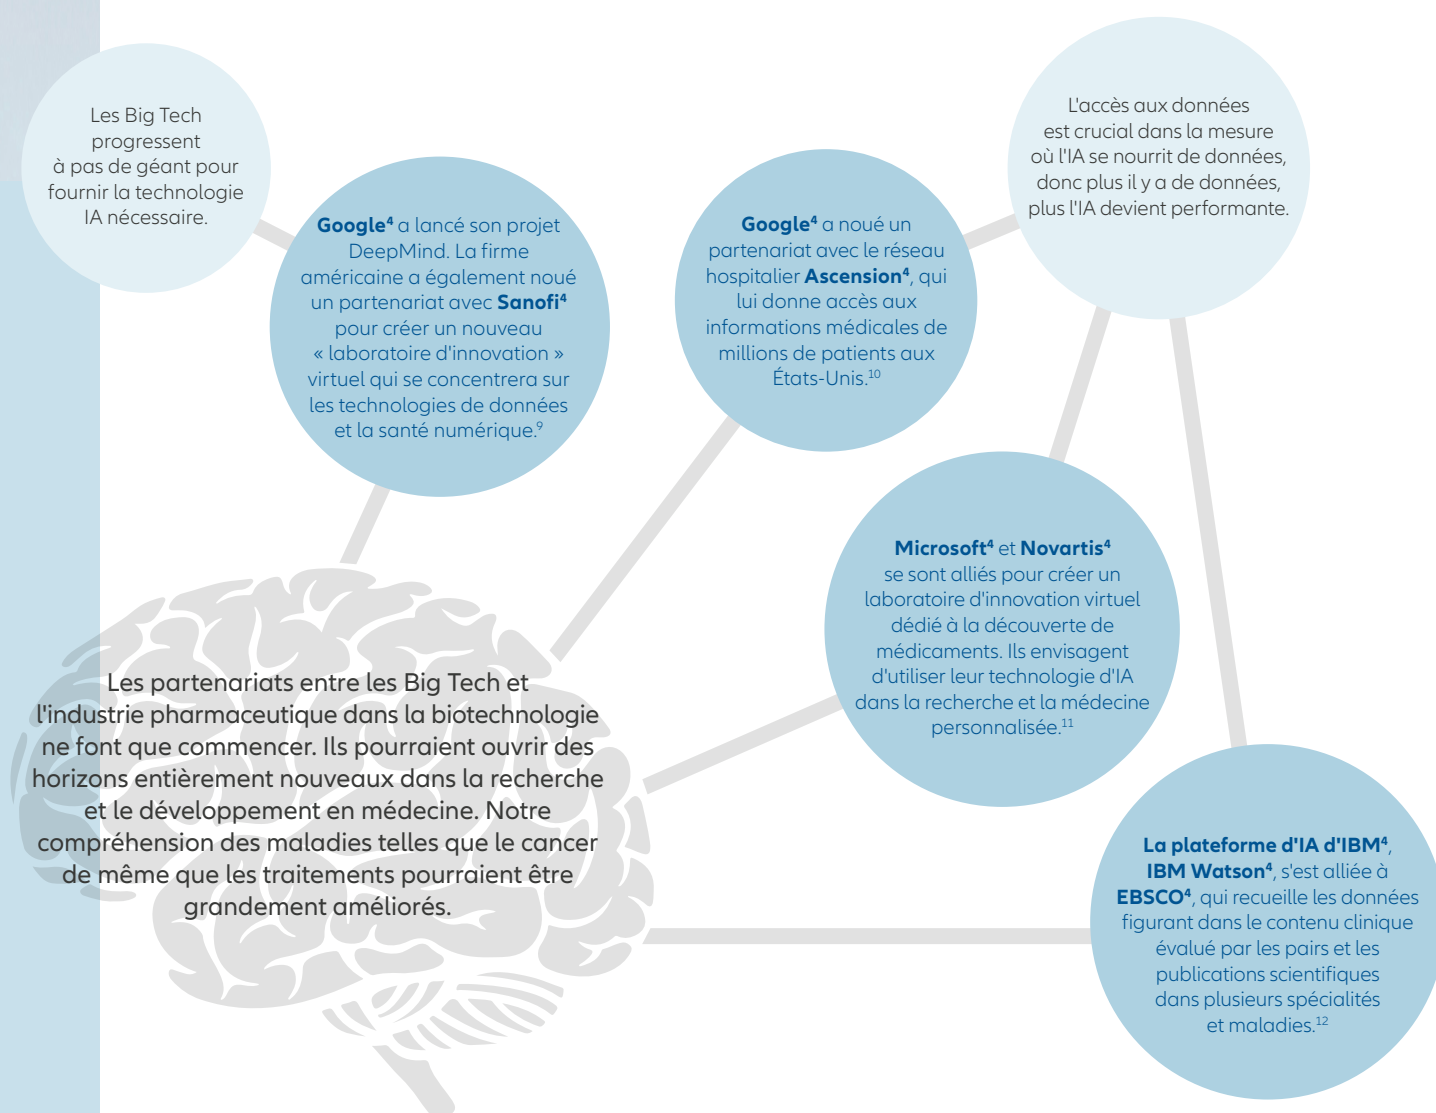 Les Big Tech
progressent
à pas de géant pour
fournir la technologie
IA nécessaire.
Google⁴ a lancé son projet
DeepMind. La firme
américaine a également noué
un partenariat avec Sanofi⁴
pour créer un nouveau
« laboratoire d'innovation »
virtuel qui se concentrera sur
les technologies de données
et la santé numérique.⁹
Google⁴ a noué un
partenariat avec le réseau
hospitalier Ascension⁴, qui
lui donne accès aux
informations médicales de
millions de patients aux
États-Unis.¹⁰
L'accès aux données
est crucial dans la mesure
où l'IA se nourrit de données,
donc plus il y a de données,
plus l'IA devient performante.
Microsoft⁴ et Novartis⁴
se sont alliés pour créer un
laboratoire d'innovation virtuel
dédié à la découverte de
médicaments. Ils envisagent
d'utiliser leur technologie d'IA
dans la recherche et la médecine
personnalisée.¹¹
Les partenariats entre les Big Tech et
l'industrie pharmaceutique dans la biotechnologie
ne font que commencer. Ils pourraient ouvrir des
horizons entièrement nouveaux dans la recherche
et le développement en médecine. Notre
compréhension des maladies telles que le cancer
de même que les traitements pourraient être
grandement améliorés.
La plateforme d'IA d'IBM⁴,
IBM Watson⁴, s'est alliée à
EBSCO⁴, qui recueille les données
figurant dans le contenu clinique
évalué par les pairs et les
publications scientifiques
dans plusieurs spécialités
et maladies.¹²